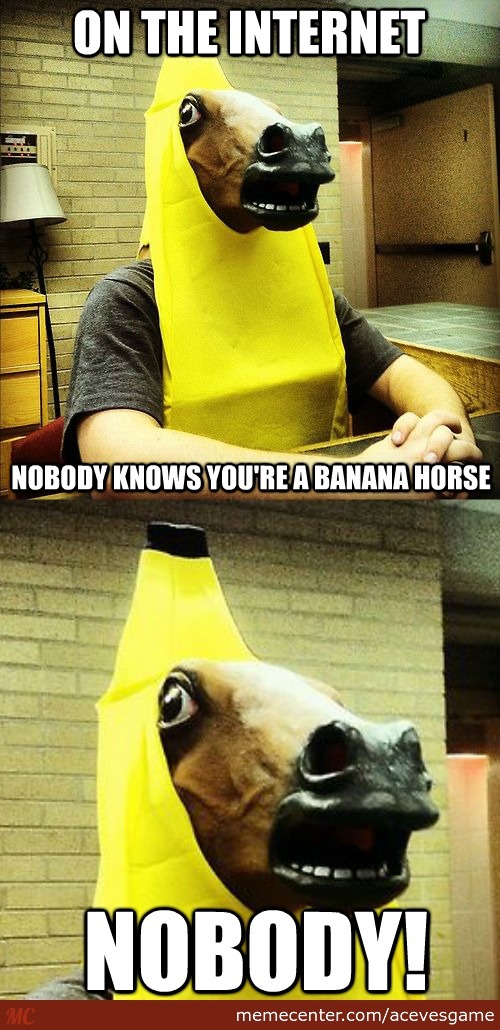 ON THE INTERNET
NOBODY KNOWS YOU'RE A BANANA HORSE
NOBODY!
MC memecenter.com/acevesgame